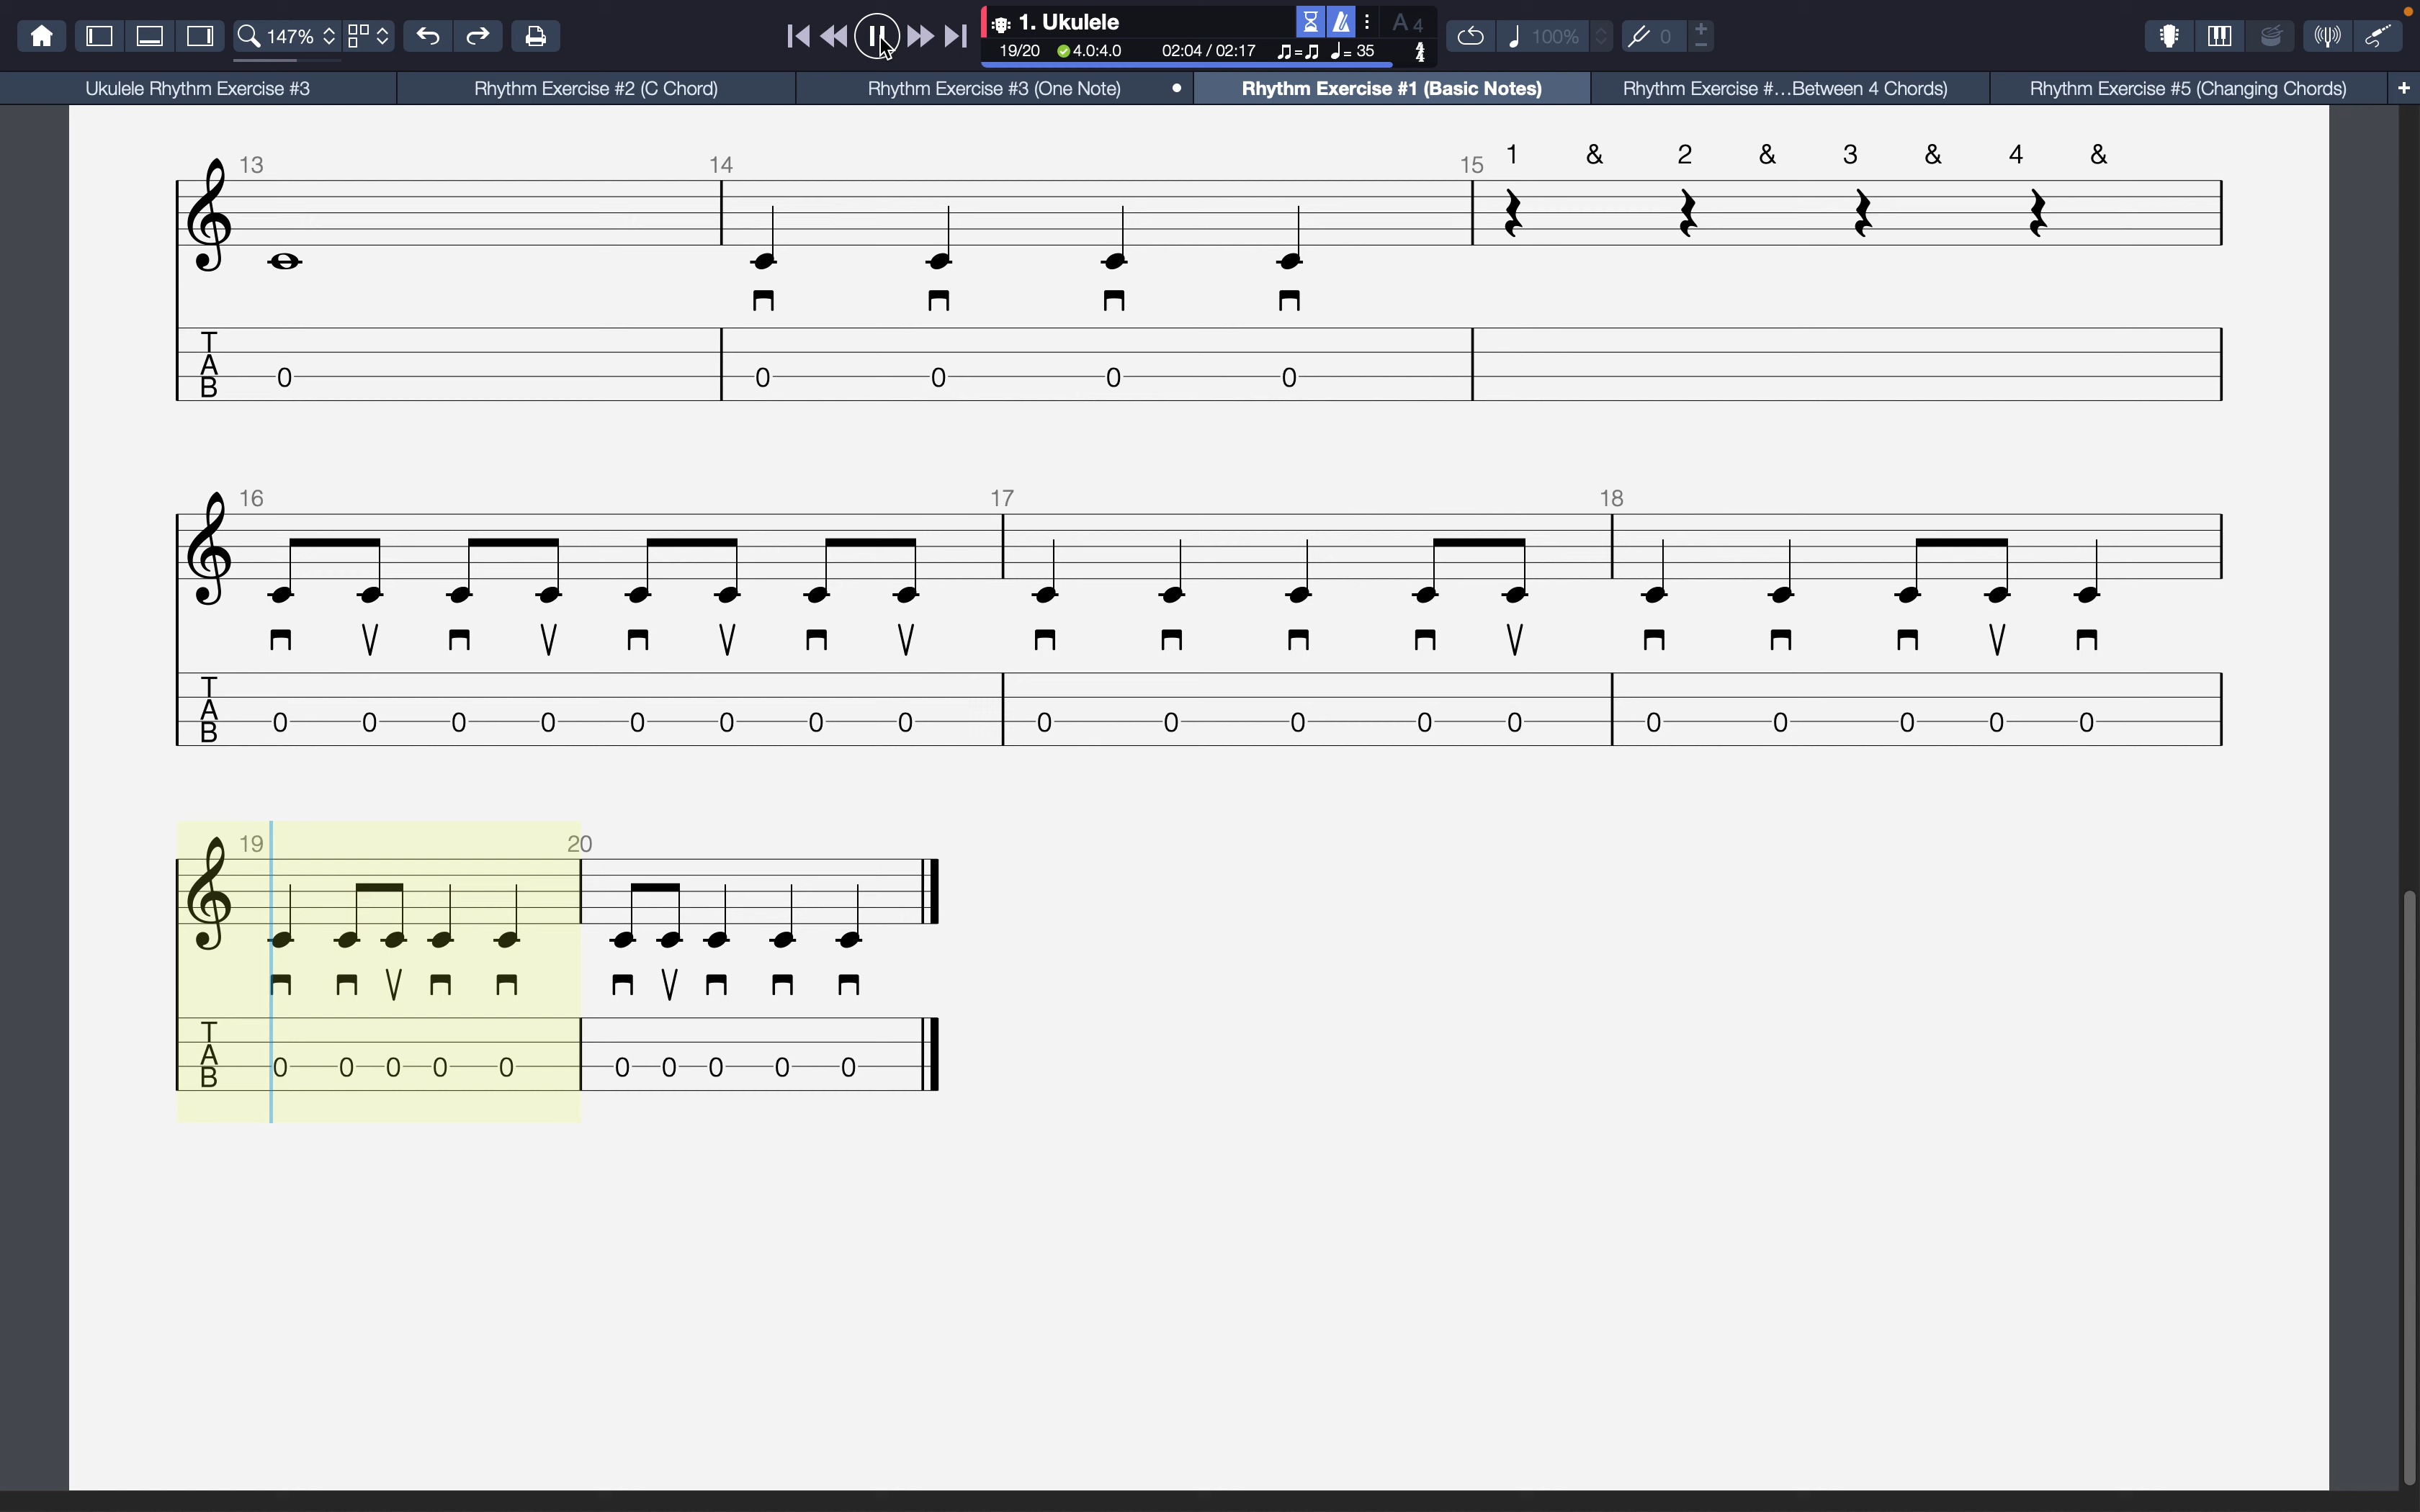 147%
1. Ukulele
A4
19/20 4.0:4.0 02:04 / 02:17 = 35 4 4
100%
0
Ukulele Rhythm Exercise #3
Rhythm Exercise #2 (C Chord)
Rhythm Exercise #3 (One Note)
Rhythm Exercise #1 (Basic Notes)
Rhythm Exercise #...Between 4 Chords)
Rhythm Exercise #5 (Changing Chords)
13 14 15 1 & 2 & 3 & 4 &
T
A
B
0 0 0 0 0
16 17 18
T
A
B
0 0 0 0 0 0 0 0 0 0 0 0 0 0 0 0 0 0
19 20
T
A
B
0 0 0 0 0 0 0 0 0 0